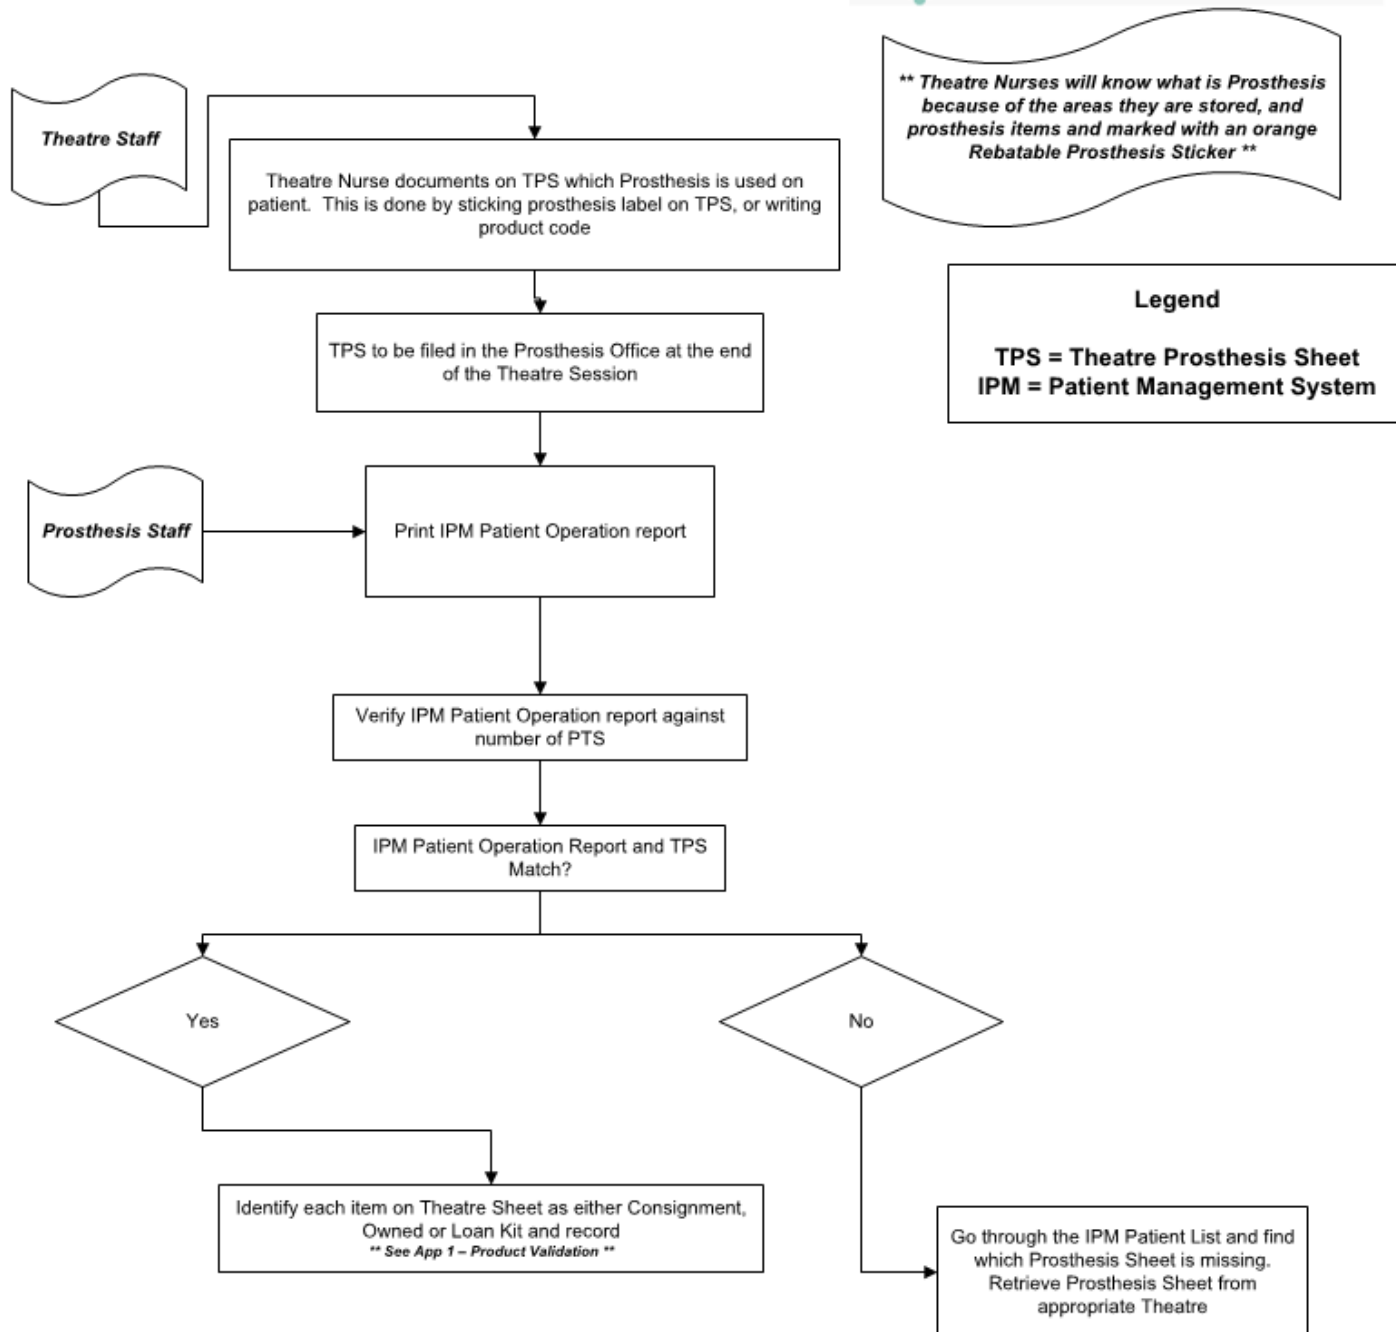 ** Theatre Nurses will know what is Prosthesis
because of the areas they are stored, and
prosthesis items and marked with an orange
Rebatable Prosthesis Sticker **
Theatre Staff
Theatre Nurse documents on TPS which Prosthesis is used on
patient.  This is done by sticking prosthesis label on TPS, or writing
product code
Legend
TPS = Theatre Prosthesis Sheet
IPM = Patient Management System
TPS to be filed in the Prosthesis Office at the end
of the Theatre Session
Prosthesis Staff
Print IPM Patient Operation report
Verify IPM Patient Operation report against
number of PTS
IPM Patient Operation Report and TPS
Match?
Yes
No
Identify each item on Theatre Sheet as either Consignment,
Owned or Loan Kit and record
** See App 1 – Product Validation **
Go through the IPM Patient List and find
which Prosthesis Sheet is missing.
Retrieve Prosthesis Sheet from
appropriate Theatre